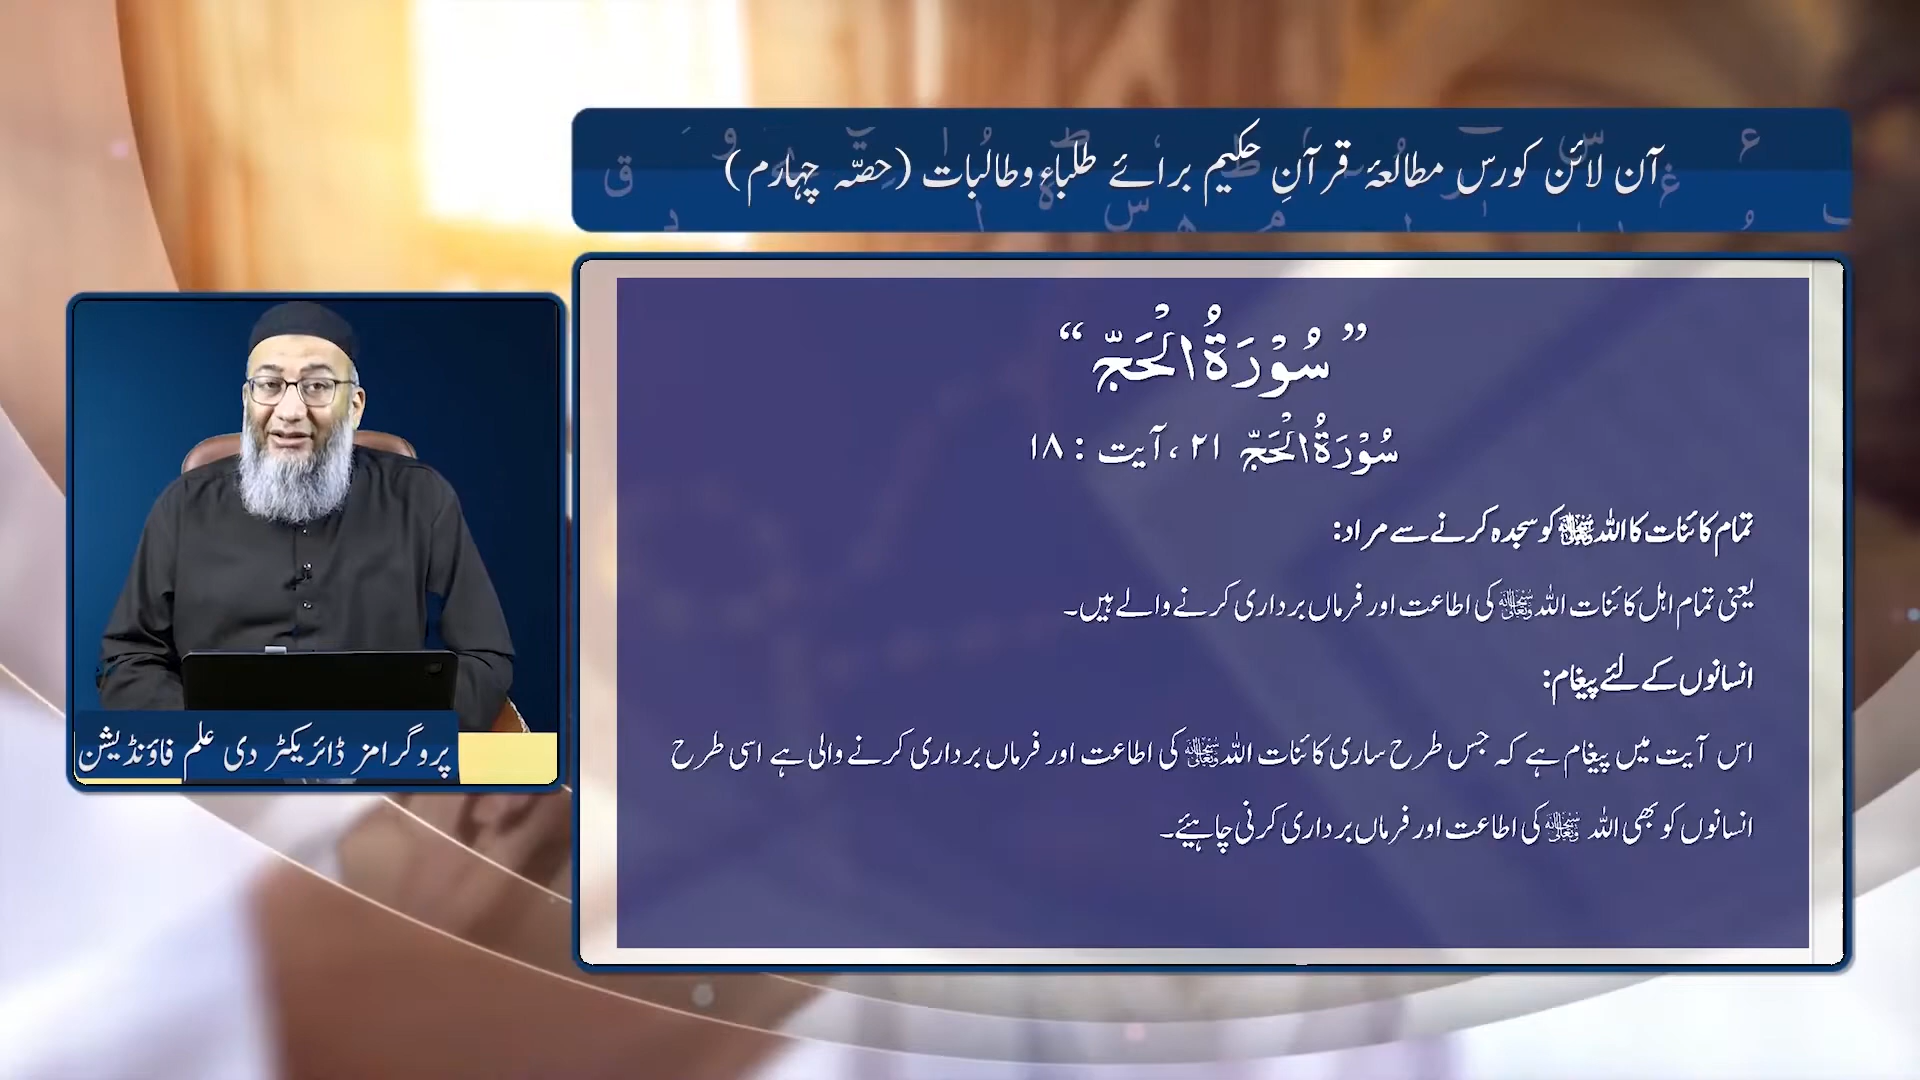 آن لائن کورس مطالعۂ قرآنِ حکیم برائے طلباء و طالبات (حِصّہ چہارم)
”سُوْرَۃُ الْحَجّ“
سُوْرَۃُ الْحَجّ ۲۱، آیت : ۱۸
تمام کائنات کا اللہ ﷻ کو سجدہ کرنے سے مراد:
یعنی تمام اہل کائنات اللہ ﷻ کی اطاعت اور فرماں برداری کرنے والے ہیں۔
انسانوں کے لئے پیغام:
اس آیت میں پیغام ہے کہ جس طرح ساری کائنات اللہ ﷻ کی اطاعت اور فرماں برداری کرنے والی ہے اسی طرح
انسانوں کو بھی اللہ ﷻ کی اطاعت اور فرماں برداری کرنی چاہیئے۔
پروگرامز ڈائریکٹر دی علم فاؤنڈیشن